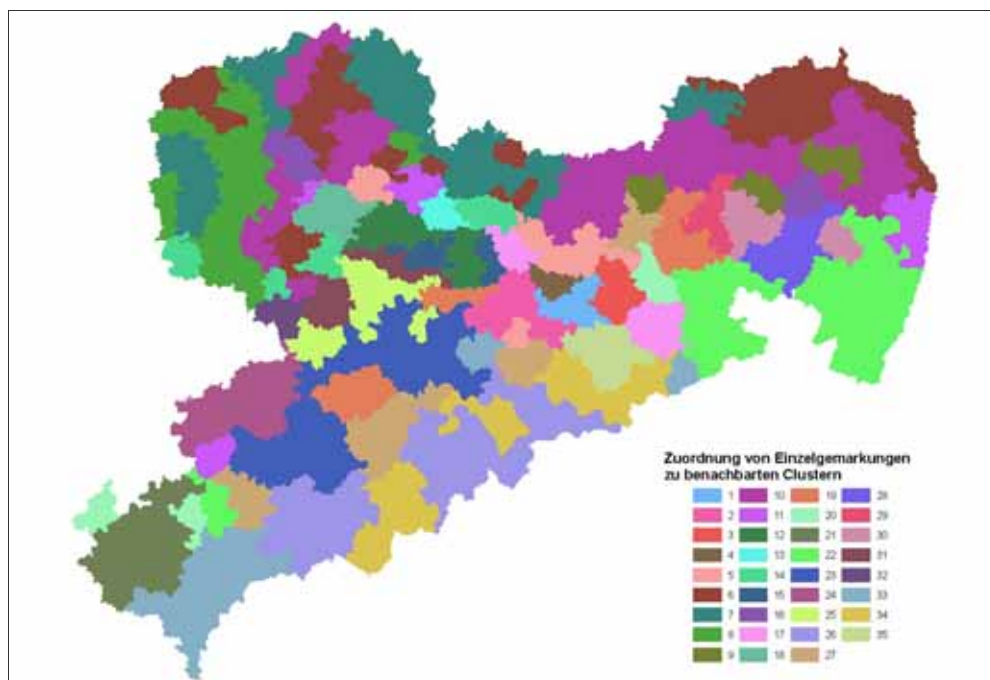 Zuordnung von Einzelgemarkungen
zu benachbarten Clustern
1 10 19 28
2 11 20 29
3 12 21 30
4 13 22 31
5 14 23 32
6 15 24 33
7 16 25 34
8 17 26 35
9 18 27